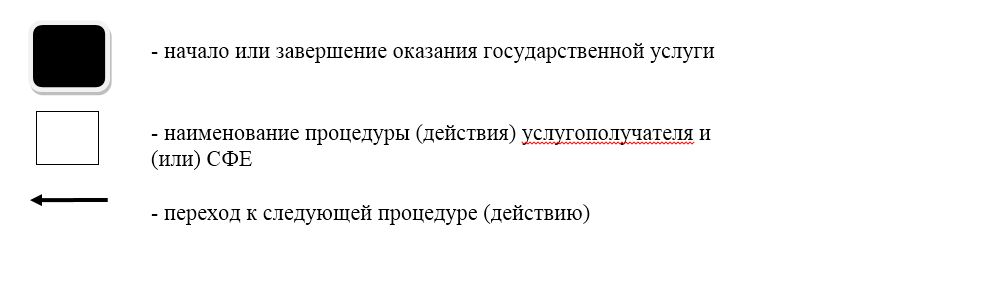 - начало или завершение оказания государственной услуги
- наименование процедуры (действия) услугополучателя и
(или) СФЕ
- переход к следующей процедуре (действию)